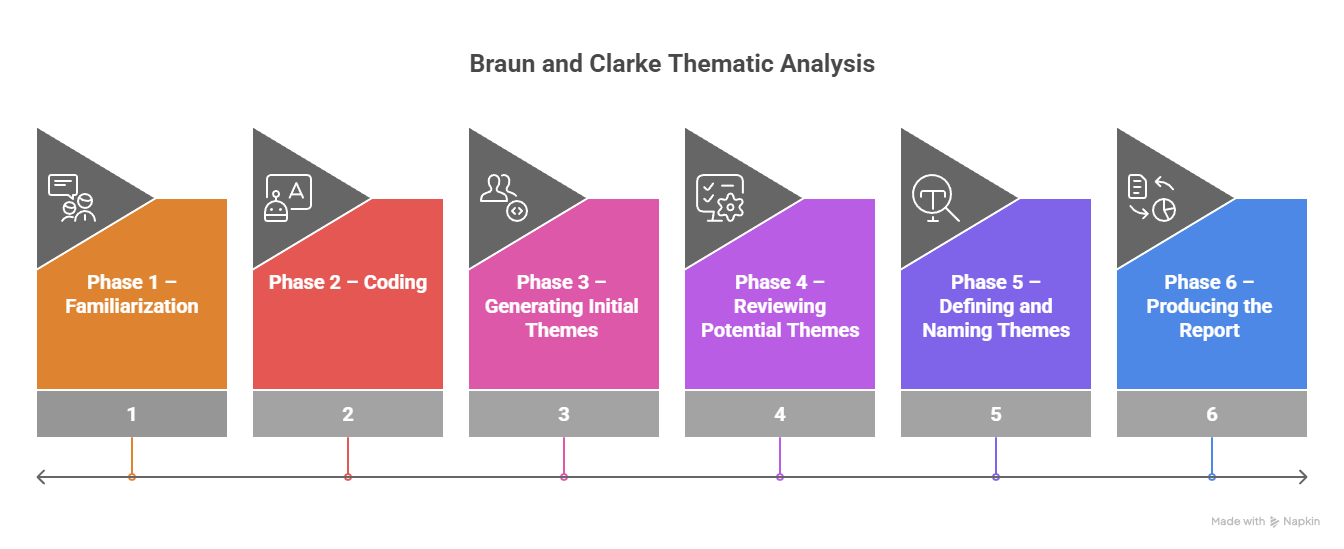 Braun and Clarke Thematic Analysis
A
T
Phase 1 –
Familiarization
Phase 2 – Coding
Phase 3 –
Generating Initial
Themes
Phase 4 –
Reviewing
Potential Themes
Phase 5 –
Defining and
Naming Themes
Phase 6 –
Producing the
Report
1
2
3
4
5
6
Made with Napkin